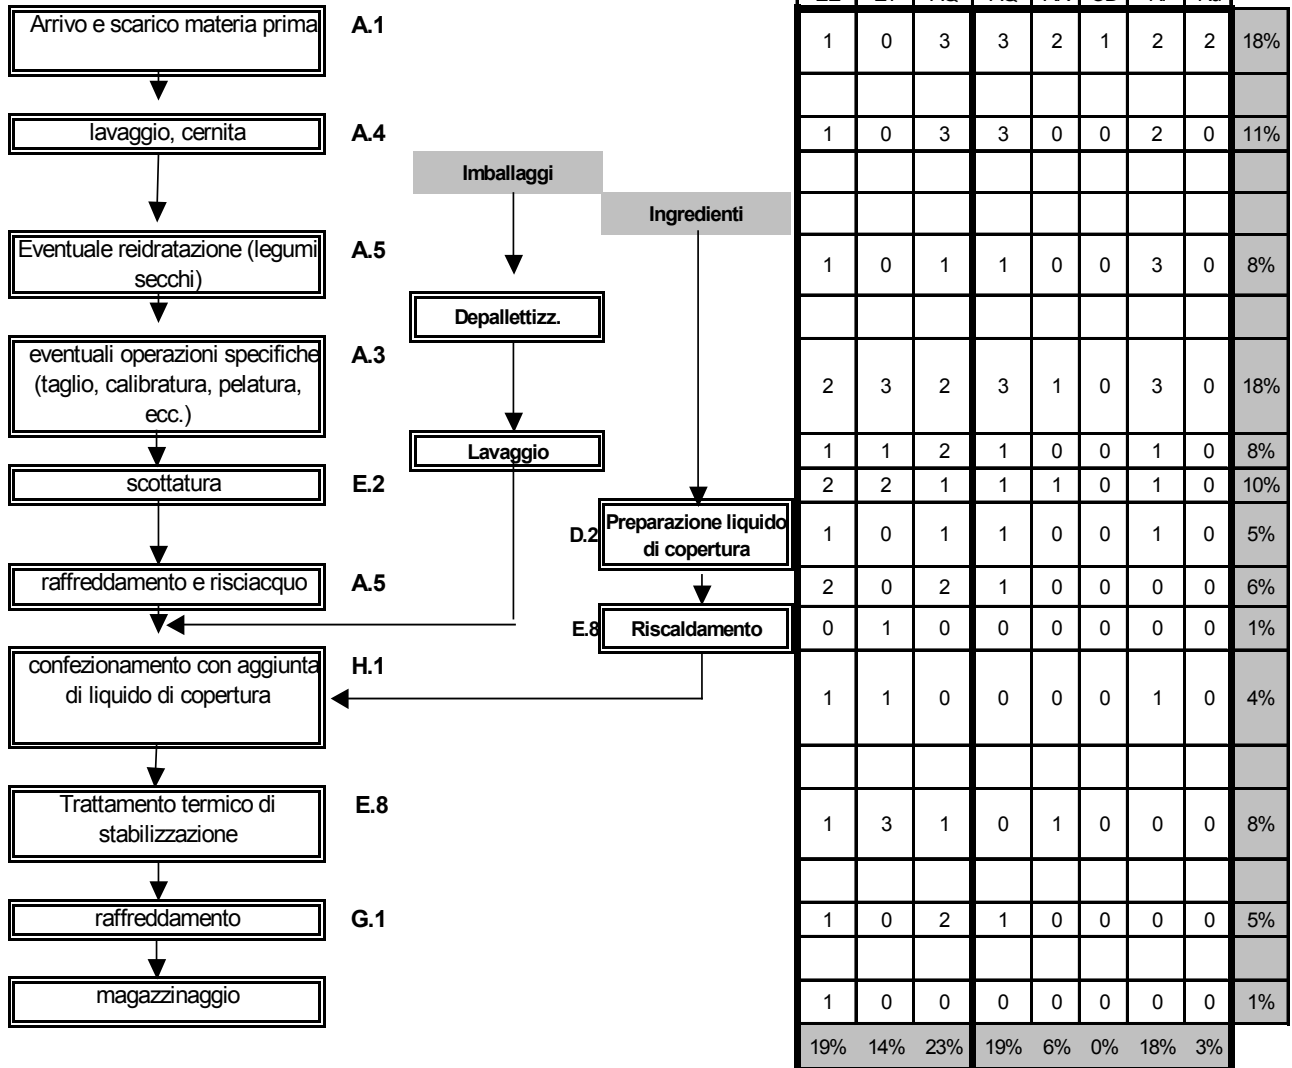 Arrivo e scarico materia prima
A.1
1 0 3 3 2 1 2 2 18%
lavaggio, cernita
A.4
1 0 3 3 0 0 2 0 11%
Imballaggi
Ingredienti
Eventuale reidratazione (legumi
secchi)
A.5
1 0 1 1 0 0 3 0 8%
Depallettizz.
eventuali operazioni specifiche
(taglio, calibratura, pelatura,
ecc.)
A.3
2 3 2 3 1 0 3 0 18%
Lavaggio
1 1 2 1 0 0 1 0 8%
scottatura
E.2
2 2 1 1 1 0 1 0 10%
D.2
Preparazione liquido
di copertura
1 0 1 1 0 0 1 0 5%
raffreddamento e risciacquo
A.5
2 0 2 1 0 0 0 0 6%
E.8
Riscaldamento
0 1 0 0 0 0 0 0 1%
confezionamento con aggiunta
di liquido di copertura
H.1
1 1 0 0 0 0 1 0 4%
Trattamento termico di
stabilizzazione
E.8
1 3 1 0 1 0 0 0 8%
raffreddamento
G.1
1 0 2 1 0 0 0 0 5%
magazzinaggio
1 0 0 0 0 0 0 0 1%
19% 14% 23% 19% 6% 0% 18% 3%